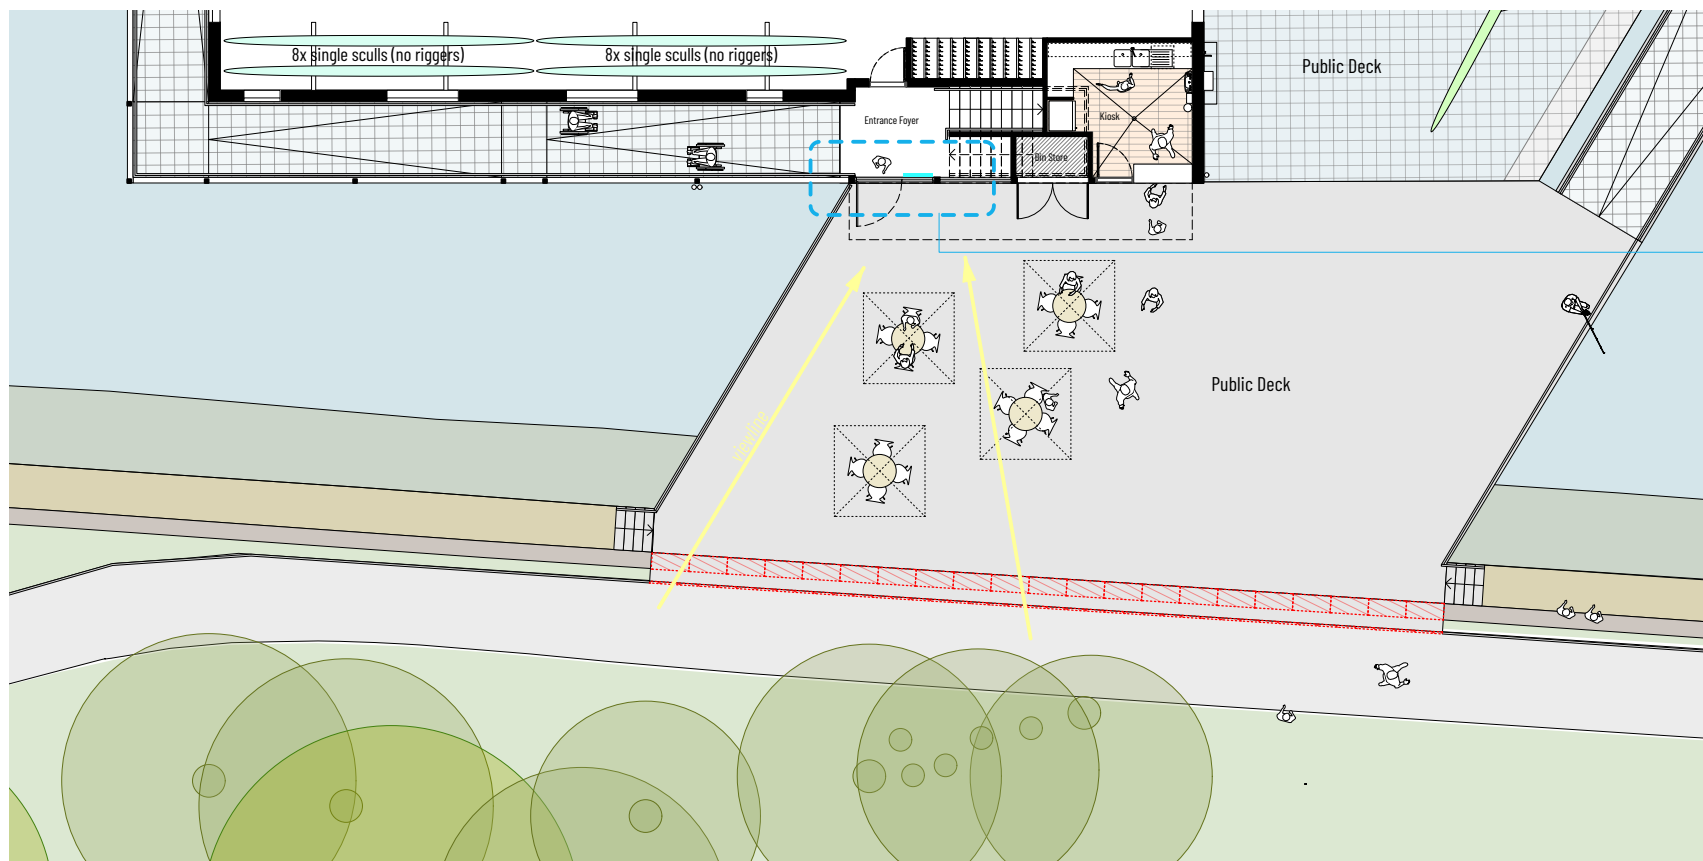 8x single sculls (no riggers)
8x single sculls (no riggers)
Public Deck
Entrance Foyer
Kiosk
Bin Store
Public Deck
viewline